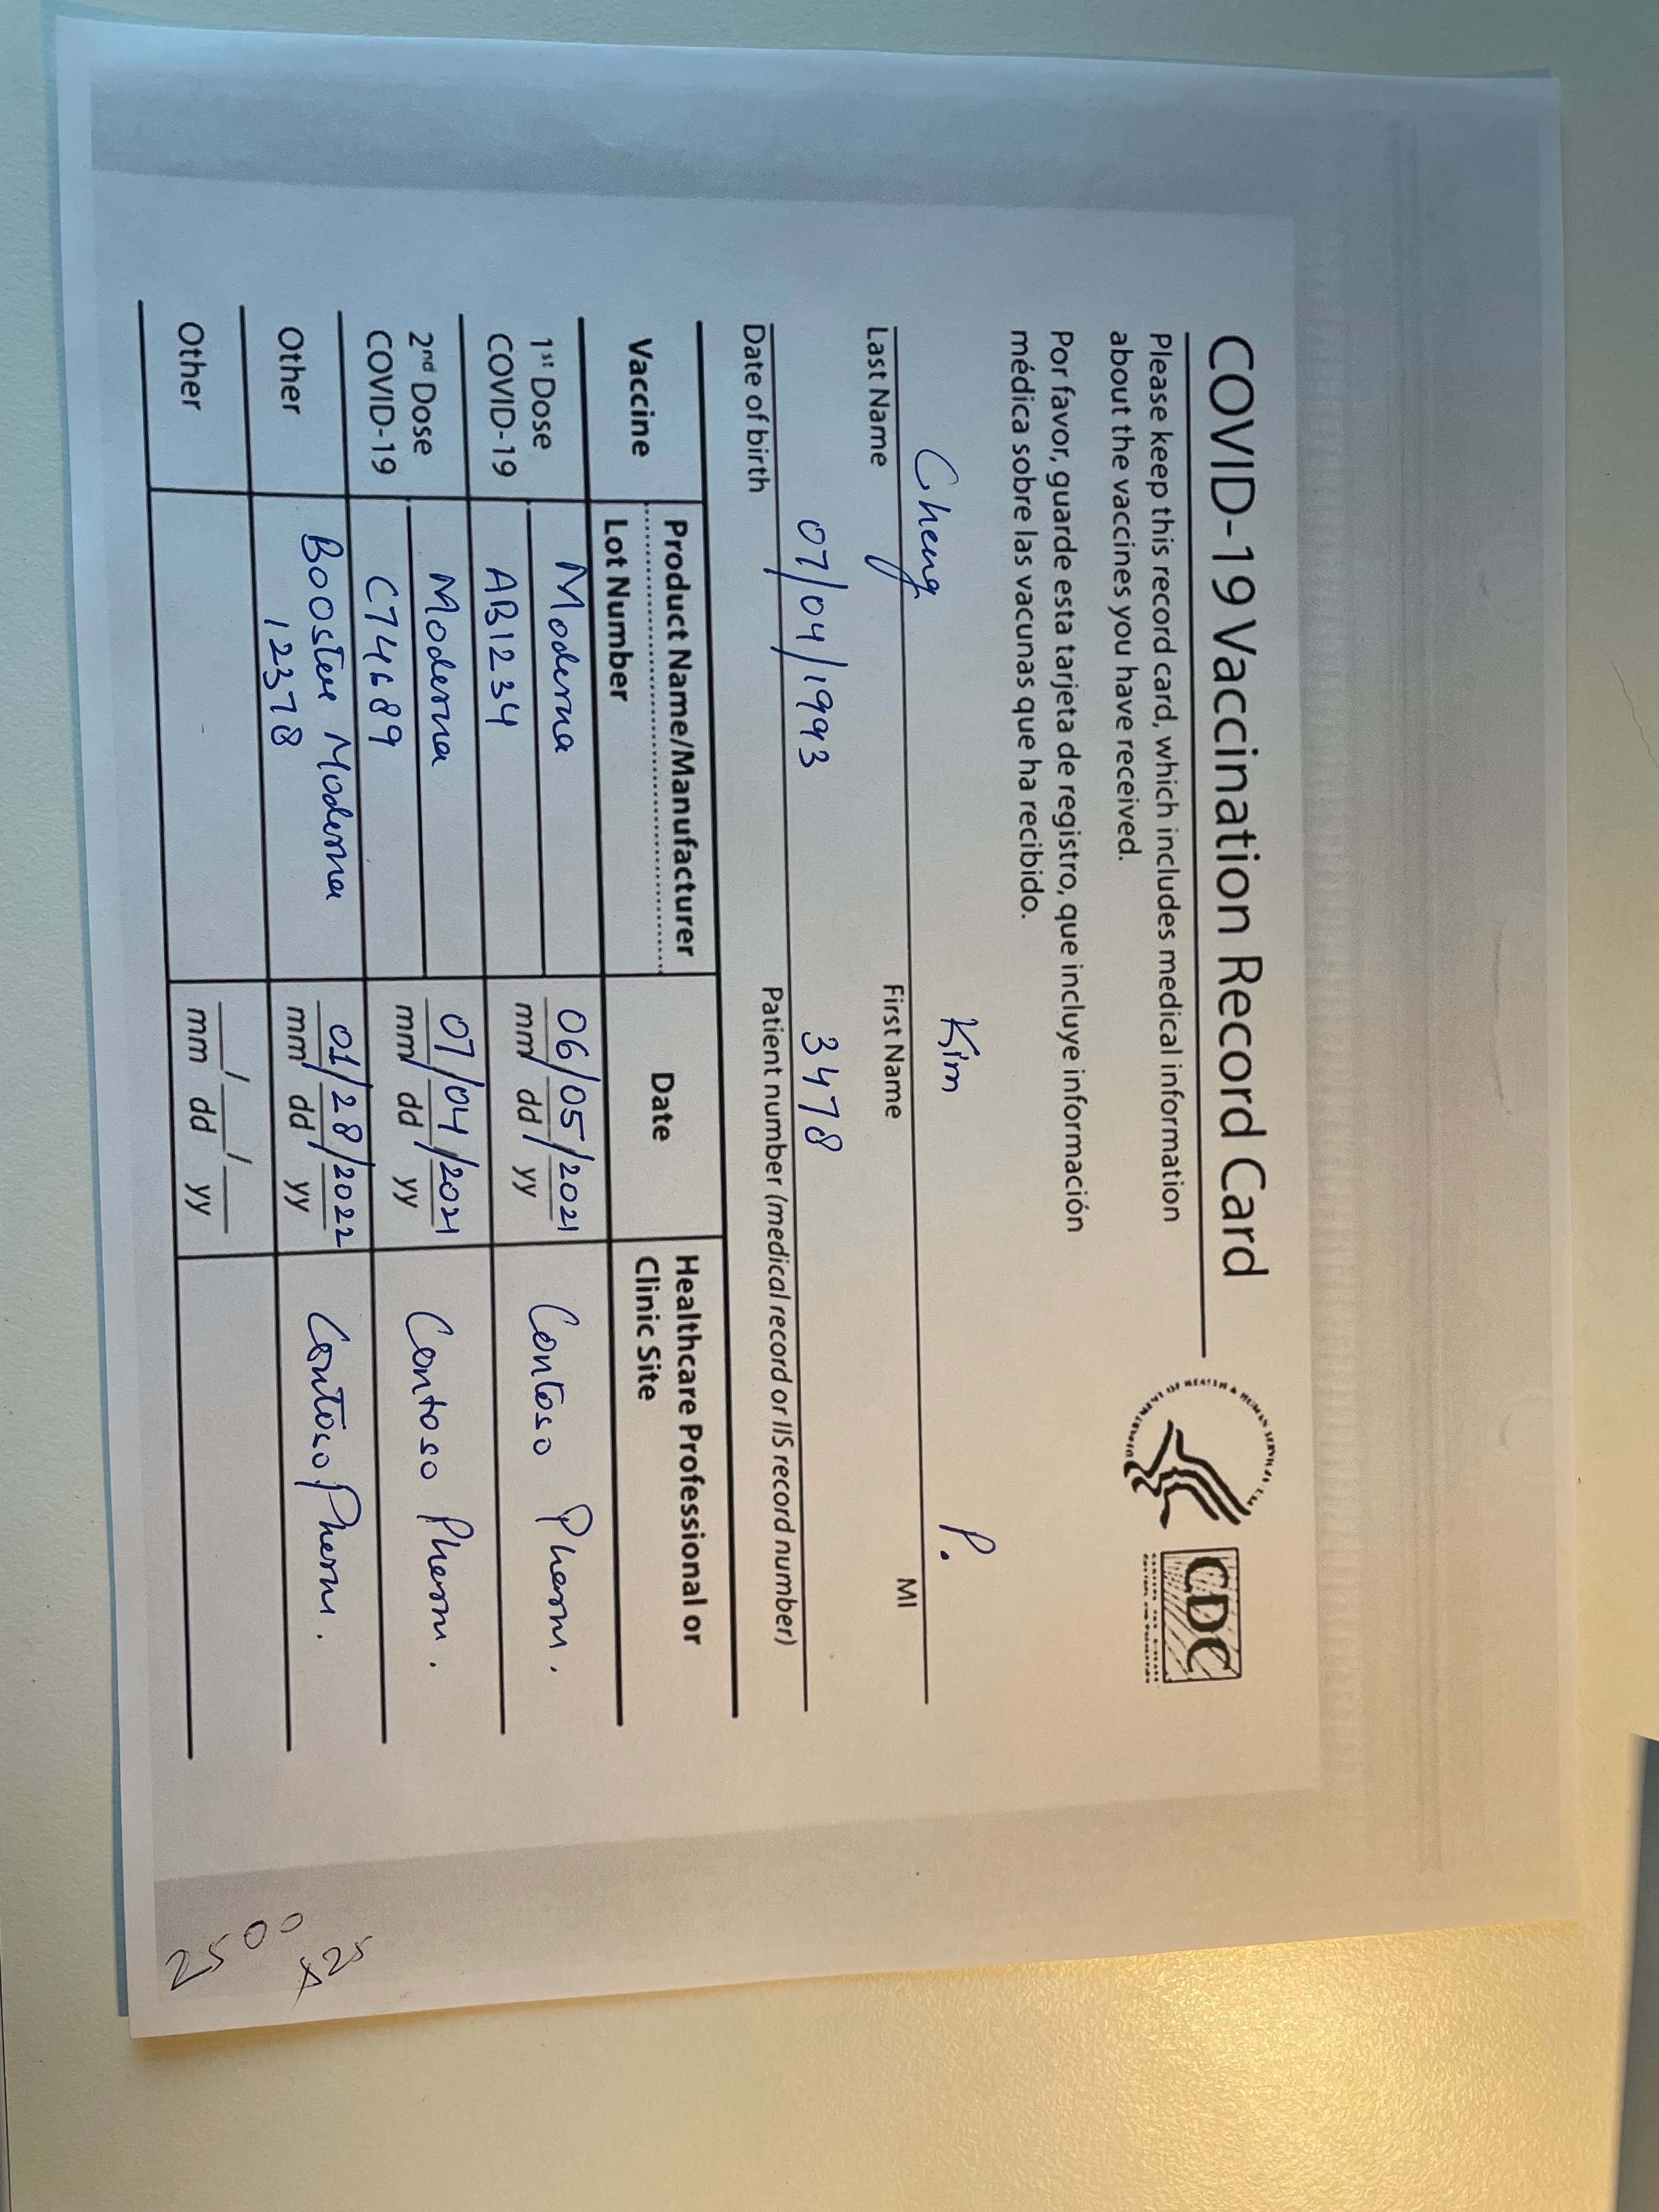 COVID-19 Vaccination Record Card
Please keep this record card, which includes medical information
about the vaccines you have received.
Por favor, guarde esta tarjeta de registro, que incluye información
médica sobre las vacunas que ha recibido.
CDC
Cheng Kim P.
Last Name First Name MI
07/04/1993 3478
Date of birth Patient number (medical record or IIS record number)
Vaccine Product Name/Manufacturer Date Healthcare Professional or
Lot Number Clinic Site
1st Dose Moderna 06/05/2021 Contoso Pharm.
COVID-19 AB1234 mm dd yy
2nd Dose Moderna 07/04/2021 Contoso Pharm.
COVID-19 C74689 mm dd yy
Other Booster Moderna 01/28/2022 Contoso Pharm.
12378 mm dd yy
Other ___/___/___
mm dd yy
2500